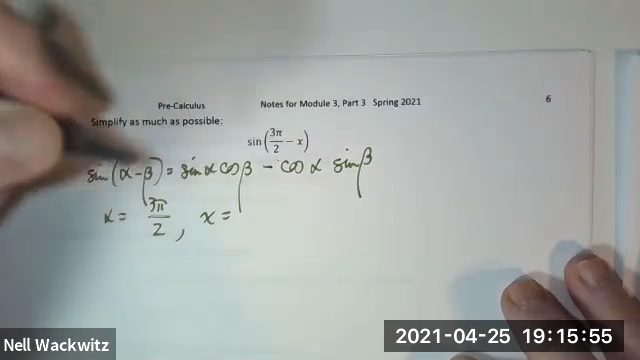 Pre-Calculus Notes for Module 3, Part 3 Spring 2021 6
Simplify as much as possible:
sin(3π/2 − x)
sin(α−β) = sin α cos β − cos α sin β
α = 3π/2, x =
Nell Wackwitz
2021-04-25 19:15:55